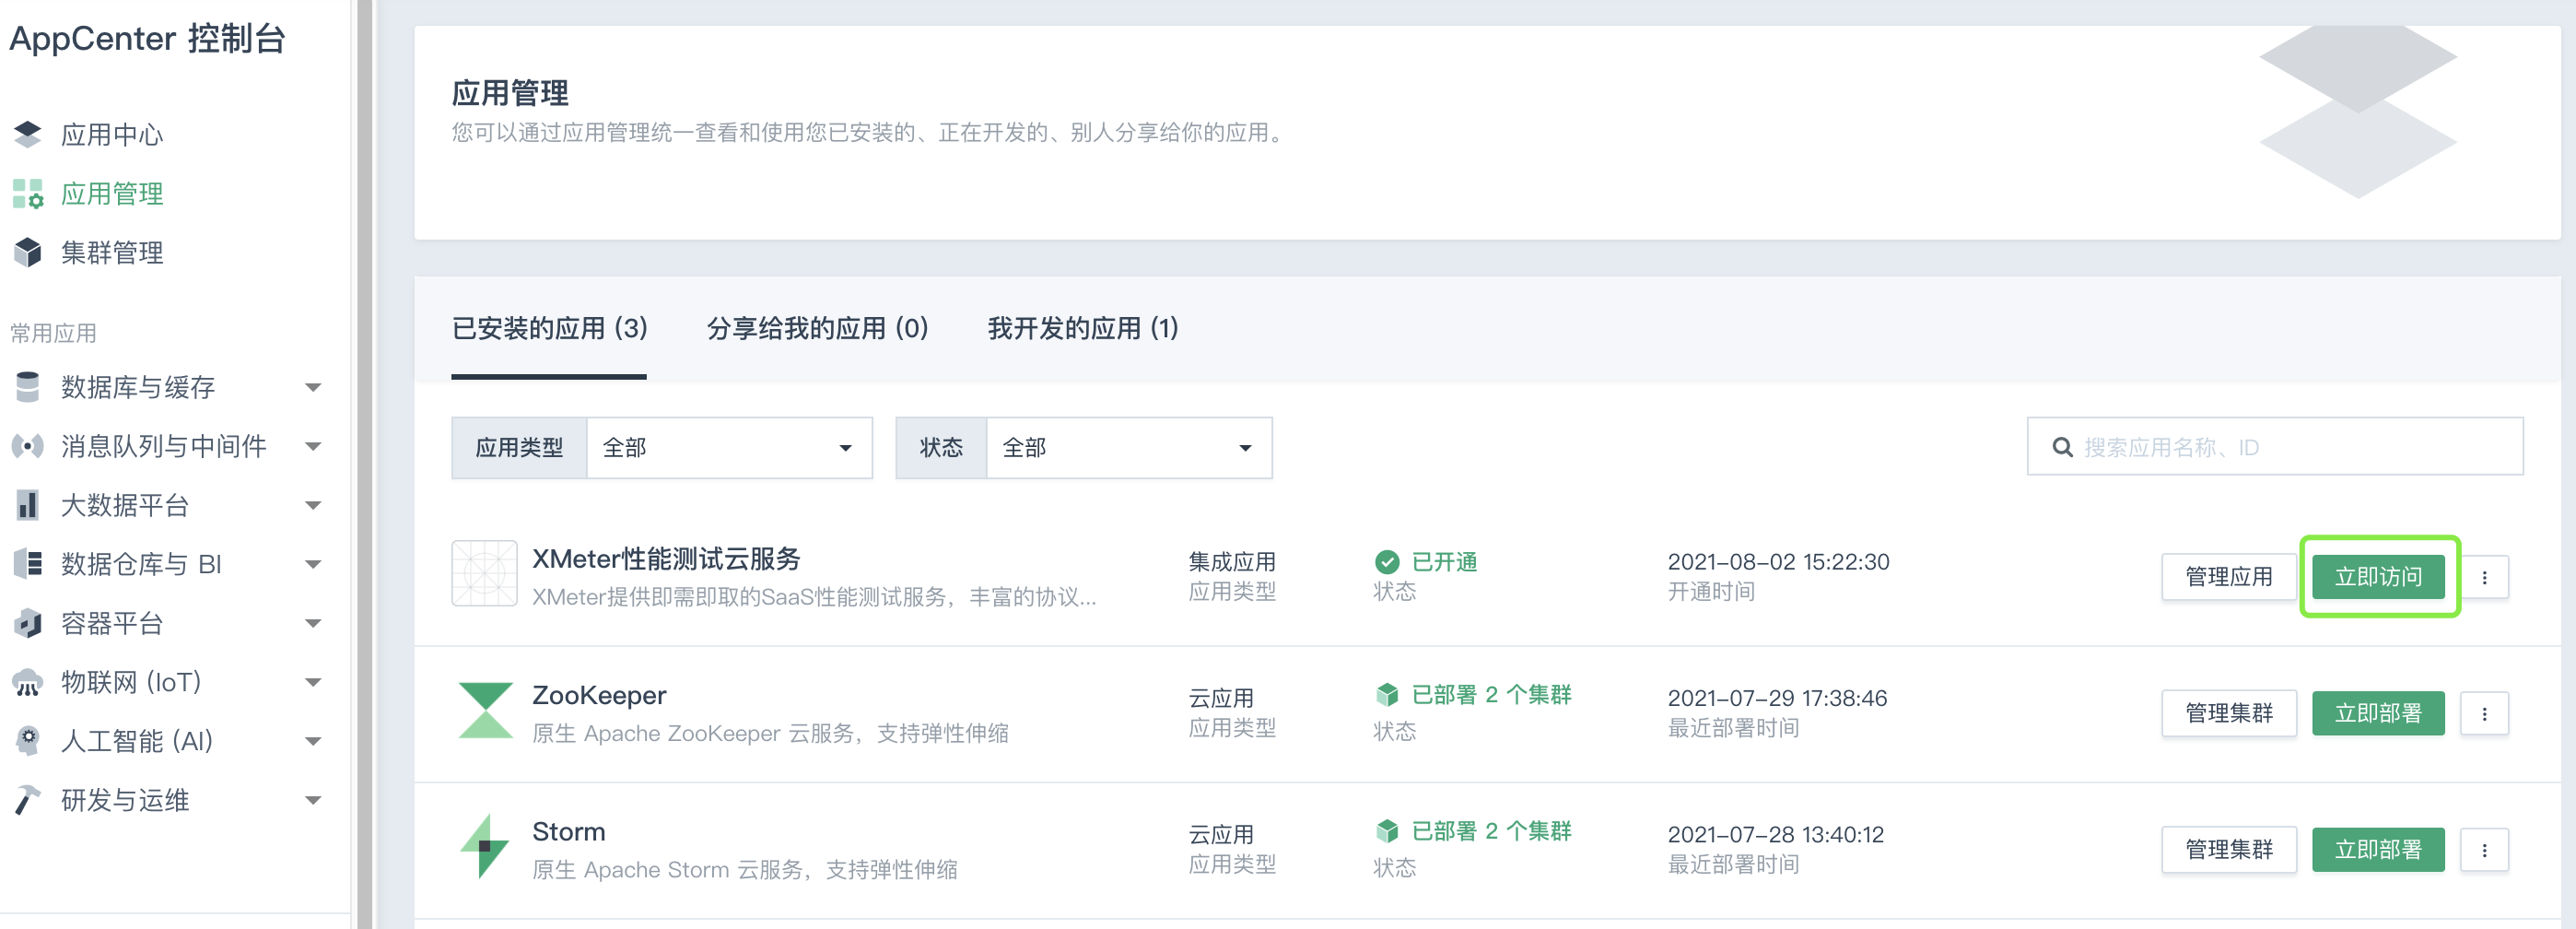 AppCenter 控制台
应用中心
应用管理
集群管理
常用应用
数据库与缓存
消息队列与中间件
大数据平台
数据仓库与 BI
容器平台
物联网 (IoT)
人工智能 (AI)
研发与运维
应用管理
您可以通过应用管理统一查看和使用您已安装的、正在开发的、别人分享给你的应用。
已安装的应用 (3) 分享给我的应用 (0) 我开发的应用 (1)
应用类型 全部 状态 全部 搜索应用名称、ID
XMeter性能测试云服务 集成应用 已开通 2021-08-02 15:22:30 管理应用 立即访问
XMeter提供即需即取的SaaS性能测试服务，丰富的协议... 应用类型 状态 开通时间
ZooKeeper 云应用 已部署 2 个集群 2021-07-29 17:38:46 管理集群 立即部署
原生 Apache ZooKeeper 云服务，支持弹性伸缩 应用类型 状态 最近部署时间
Storm 云应用 已部署 2 个集群 2021-07-28 13:40:12 管理集群 立即部署
原生 Apache Storm 云服务，支持弹性伸缩 应用类型 状态 最近部署时间